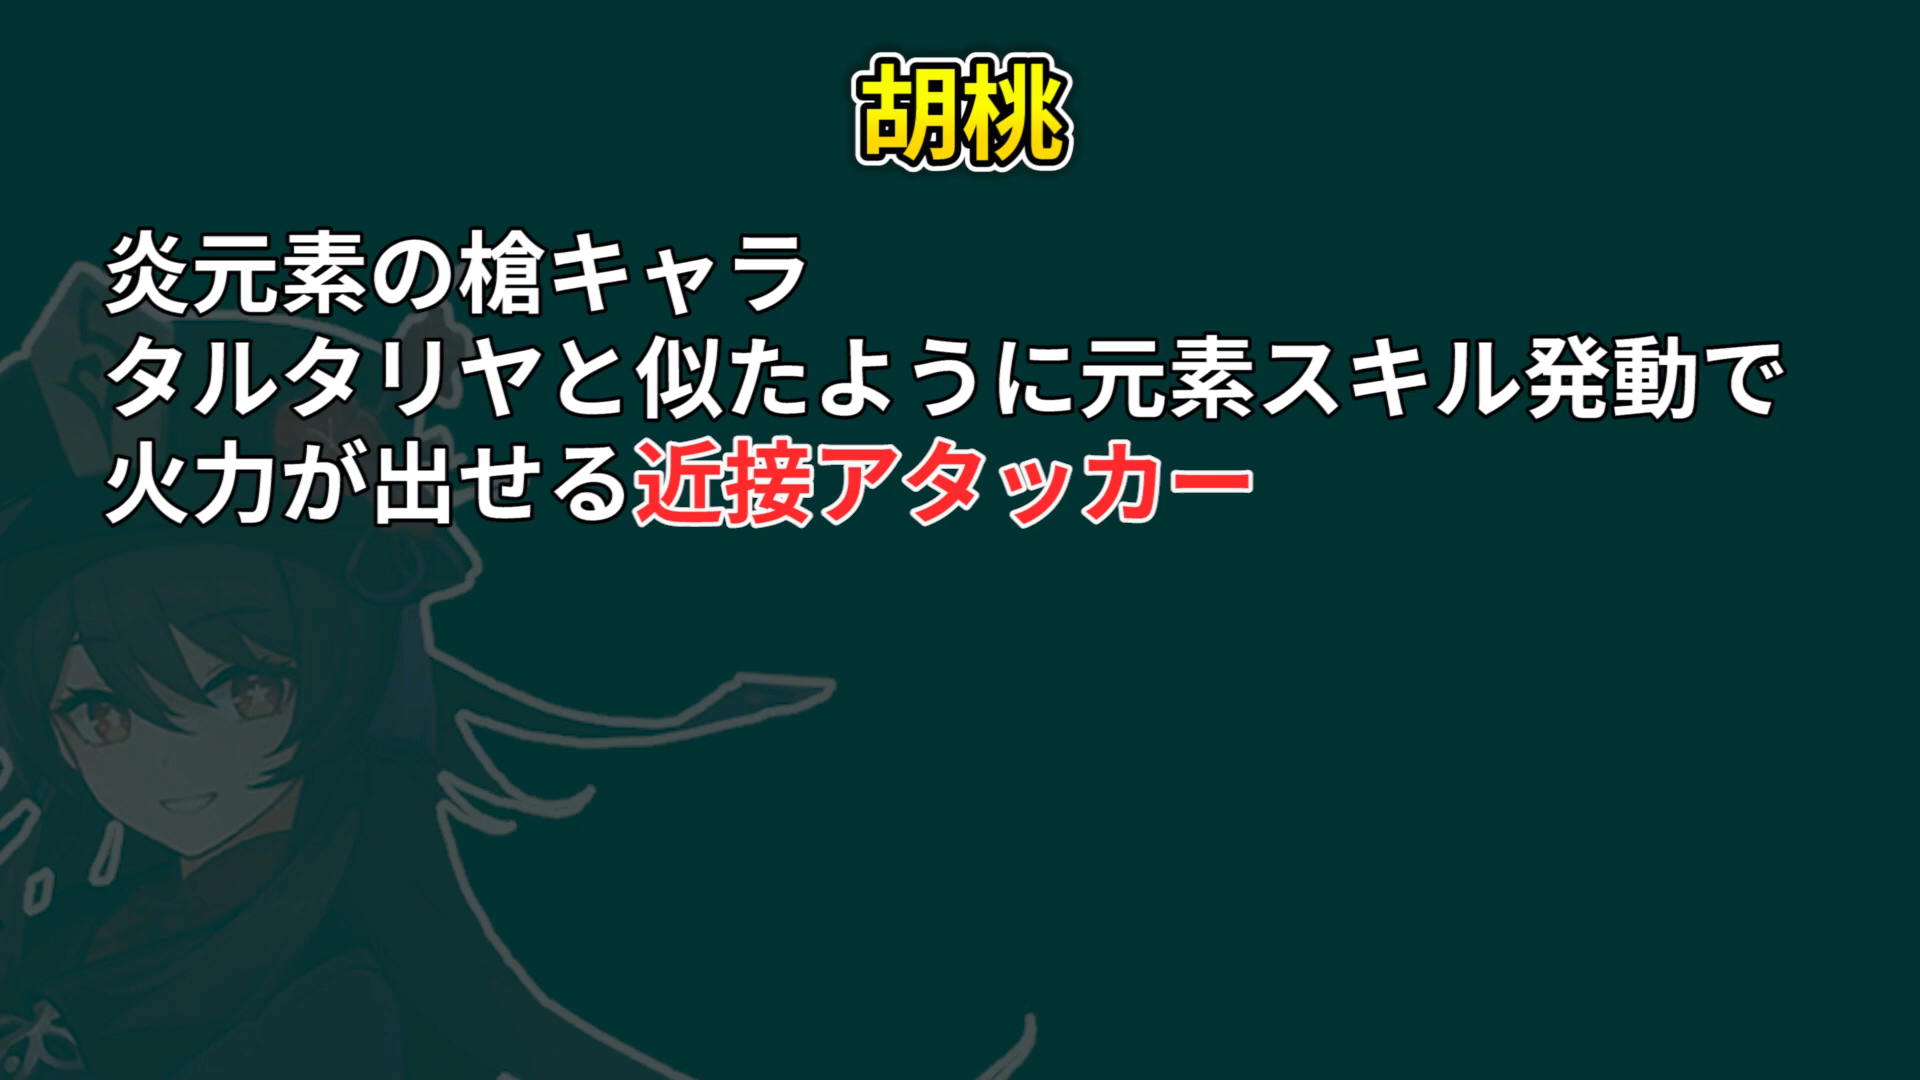 胡桃
炎元素の槍キャラ
タルタリヤと似たように元素スキル発動で
火力が出せる近接アタッカー